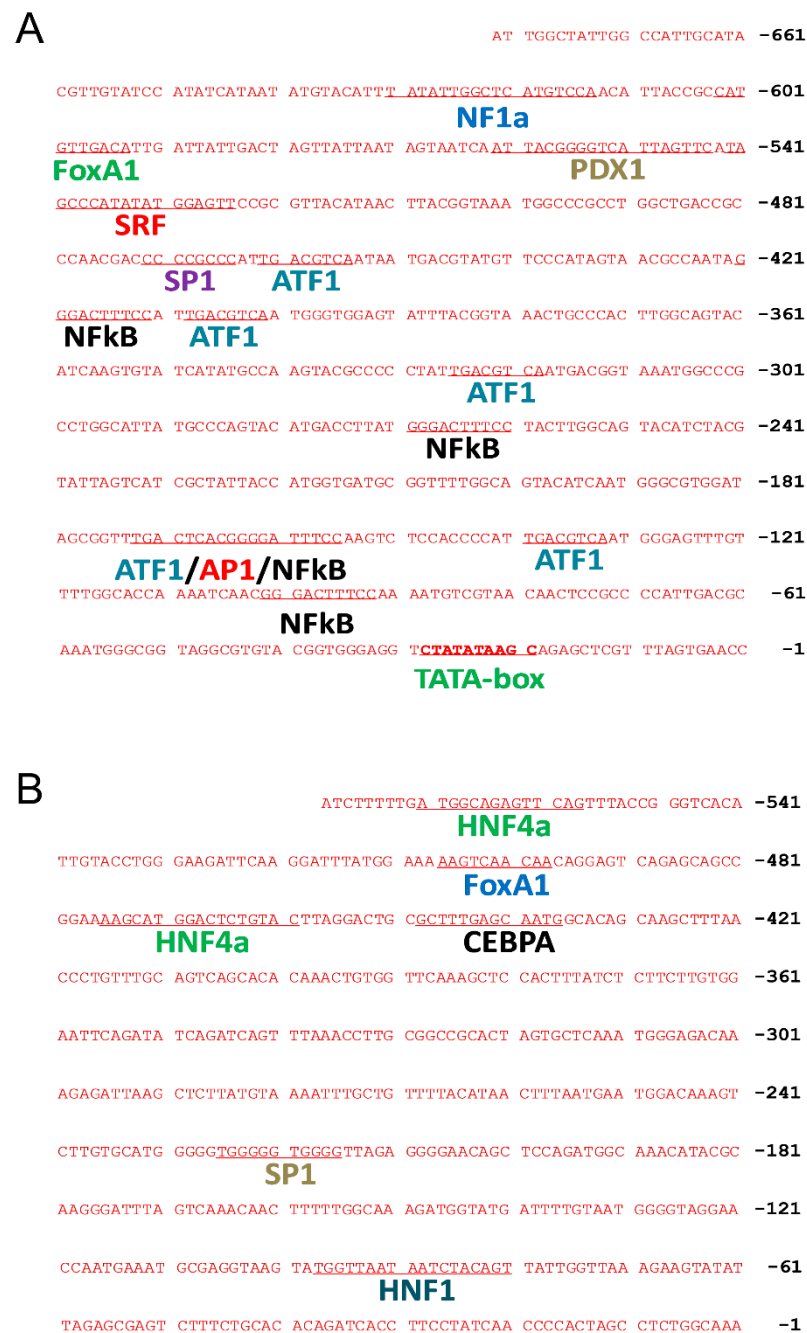 A
AT TGGCTATTGG CCATTGCATA -661
CGTTGTATCC ATATCATAAT ATGTACATTT ATATTGGCTC ATGTCCAACA TTACCGCCAT -601
NF1a
GTTGACATTG ATTATTGACT AGTTATTAAT AGTAATCAAT TACGGGGTCA TTAGTTCATA -541
FoxA1 PDX1
GCCCATATAT GGAGTTCCGC GTTACATAAC TTACGGTAAA TGGCCCGCCT GGCTGACCGC -481
SRF
CCAACGACCC CCGCCCATTG ACGTCAATAA TGACGTATGT TCCCATAGTA ACGCCAATAG -421
SP1 ATF1
GGACTTTCCA TTGACGTCAA TGGGTGGAGT ATTTACGGTA AACTGCCCAC TTGGCAGTAC -361
NFkB ATF1
ATCAAGTGTA TCATATGCCA AGTACGCCCC CTATTGACGT CAATGACGGT AAATGGCCCG -301
ATF1
CCTGGCATTA TGCCCAGTAC ATGACCTTAT GGGACTTTCC TACTTGGCAG TACATCTACG -241
NFkB
TATTAGTCAT CGCTATTACC ATGGTGATGC GGTTTTGGCA GTACATCAAT GGGCGTGGAT -181
AGCGGTTTGA CTCACGGGGA TTTCCAAGTC TCCACCCCAT TGACGTCAAT GGGAGTTTGT -121
ATF1/AP1/NFkB ATF1
TTTGGCACCA AAATCAACGG GACTTTCCAA AATGTCGTAA CAACTCCGCC CCATTGACGC -61
NFkB
AAATGGGCGG TAGGCGTGTA CGGTGGGAGG TCTATATAAG CAGAGCTCGT TTAGTGAACC -1
TATA-box
B
ATCTTTTTGA TGGCAGAGTT CAGTTTACCG GGTCACA -541
HNF4a
TTGTACCTGG GAAGATTCAA GGATTTATGG AAAAAGTCAA CAACAGGAGT CAGAGCAGCC -481
FoxA1
GGAAAAGCAT GGACTCTGTAC TTAGGACTGC GCTTTGAGC AATGGCACAG CAAGCTTTAA -421
HNF4a CEBPA
CCCTGTTTGC AGTCAGCACA CAAACTGTGG TTCAAAGCTC CACTTTATCT CTTCTTGTGG -361
AATTCAGATA TCAGATCAGT TTAAACCTTG CGGCCGCACT AGTGCTCAAA TGGGAGACAA -301
AGAGATTAAG CTCTTATGTA AAATTTGCTG TTTTACATAA CTTTAATGAA TGGACAAAGT -241
CTTGTGCATG GGGGTGGGGG TGGGGTTAGA GGGGAACAGC TCCAGATGGC AAACATACGC -181
SP1
AAGGGATTTA GTCAAACAAC TTTTTGGCAA AGATGGTATG ATTTTGTAAT GGGGTAGGAA -121
CCAATGAAAT GCGAGGTAAG TATGGTTAAT AATCTACAGT TATTGGTTAA AGAAGTATAT -61
HNF1
TAGAGCGAGT CTTTCTGCAC ACAGATCACC TTCCTATCAA CCCCACTAGC CTCTGGCAAA -1